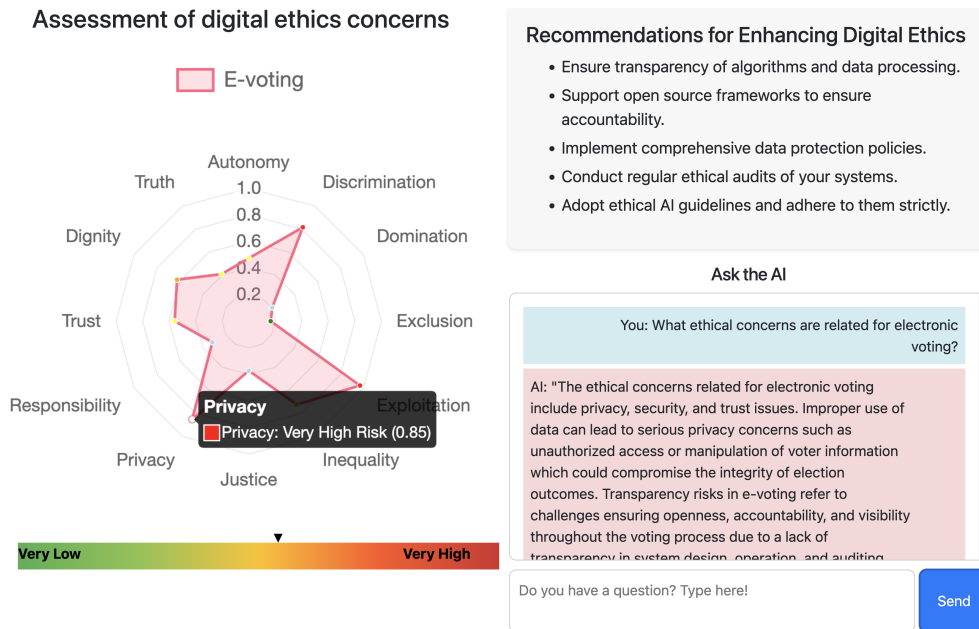 Assessment of digital ethics concerns
E-voting
Autonomy
Truth
Discrimination
1.0
0.8
Dignity
Domination
0.6
0.4
0.2
Trust
Exclusion
Responsibility
Exploitation
Privacy
Privacy: Very High Risk (0.85)
Privacy
Inequality
Justice
Very Low
Very High
Recommendations for Enhancing Digital Ethics
• Ensure transparency of algorithms and data processing.
• Support open source frameworks to ensure
accountability.
• Implement comprehensive data protection policies.
• Conduct regular ethical audits of your systems.
• Adopt ethical AI guidelines and adhere to them strictly.
Ask the AI
You: What ethical concerns are related for electronic
voting?
AI: "The ethical concerns related for electronic voting
include privacy, security, and trust issues. Improper use of
data can lead to serious privacy concerns such as
unauthorized access or manipulation of voter information
which could compromise the integrity of election
outcomes. Transparency risks in e-voting refer to
challenges ensuring openness, accountability, and visibility
throughout the voting process due to a lack of
transparency in system design, operation, and auditing
Do you have a question? Type here!
Send